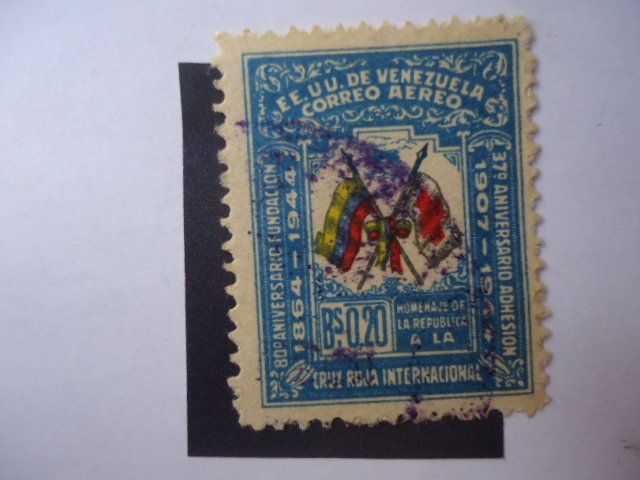 EE.UU. DE VENEZUELA
CORREO AEREO
80º ANIVERSARIO FUNDACION
1864-1944
37º ANIVERSARIO ADHESION
1907-19
Bs. 0.20
HOMENAJE DE
LA REPUBLICA
A LA
CRUZ ROJA INTERNACIONAL